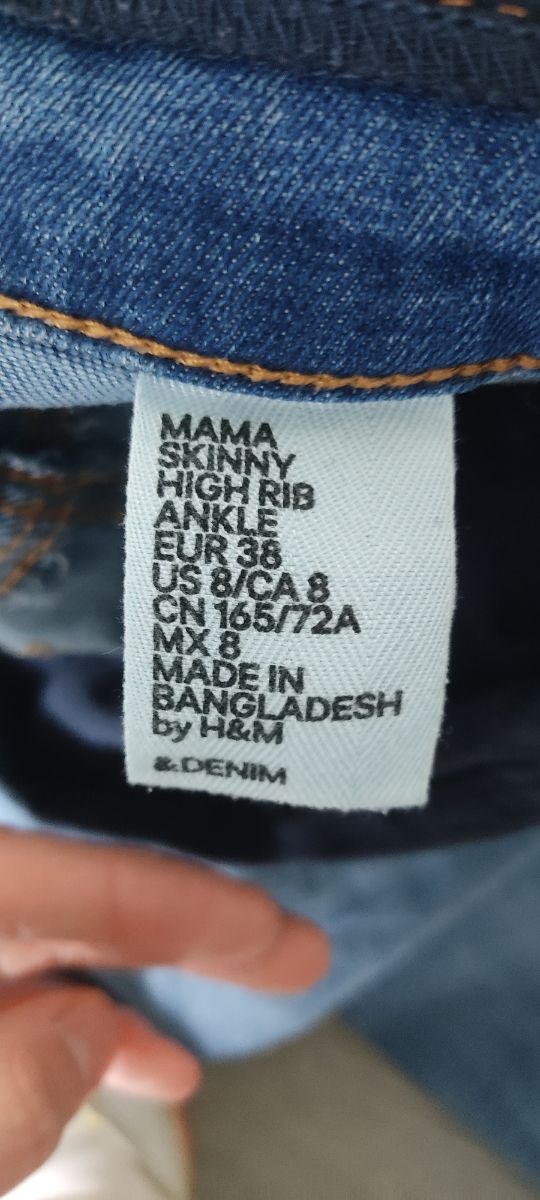 MAMA
SKINNY
HIGH RIB
ANKLE
EUR 38
US 8/CA 8
CN 165/72A
MX 8
MADE IN
BANGLADESH
by H&M
&DENIM